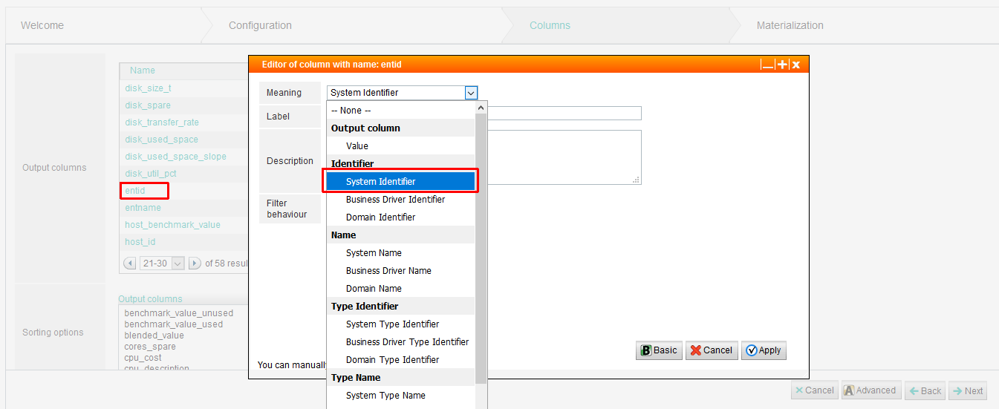 Welcome
Configuration
Columns
Materialization
Output columns
Name
disk_size_t
disk_spare
disk_transfer_rate
disk_used_space
disk_used_space_slope
disk_util_pct
entid
entname
host_benchmark_value
host_id
21-30
of 58 resul
Sorting options
Output columns
benchmark_value_unused
benchmark_value_used
blended_value
cores_spare
cpu_cost
cpu_description
Editor of column with name: entid
Meaning
System Identifier
Label
Description
Filter
behaviour
-- None --
Output column
Value
Identifier
System Identifier
Business Driver Identifier
Domain Identifier
Name
System Name
Business Driver Name
Domain Name
Type Identifier
System Type Identifier
Business Driver Type Identifier
Domain Type Identifier
Type Name
System Type Name
You can manually
B Basic
Cancel
Apply
Cancel
A Advanced
Back
Next